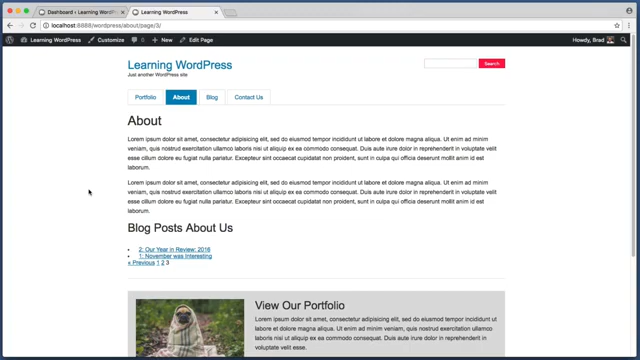 Dashboard ‹ Learning WordP
Learning WordPress
localhost:8888/wordpress/about/page/3/
Learning WordPress
Customize
0
New
Edit Page
Howdy, Brad
Learning WordPress
Just another WordPress site
Search
Portfolio
About
Blog
Contact Us
About
Lorem ipsum dolor sit amet, consectetur adipisicing elit, sed do eiusmod tempor incididunt ut labore et dolore magna aliqua. Ut enim ad minim
veniam, quis nostrud exercitation ullamco laboris nisi ut aliquip ex ea commodo consequat. Duis aute irure dolor in reprehenderit in voluptate velit
esse cillum dolore eu fugiat nulla pariatur. Excepteur sint occaecat cupidatat non proident, sunt in culpa qui officia deserunt mollit anim id est
laborum.
Lorem ipsum dolor sit amet, consectetur adipisicing elit, sed do eiusmod tempor incididunt ut labore et dolore magna aliqua. Ut enim ad minim
veniam, quis nostrud exercitation ullamco laboris nisi ut aliquip ex ea commodo consequat. Duis aute irure dolor in reprehenderit in voluptate velit
esse cillum dolore eu fugiat nulla pariatur. Excepteur sint occaecat cupidatat non proident, sunt in culpa qui officia deserunt mollit anim id est
laborum.
Blog Posts About Us
2: Our Year in Review: 2016
1: November was Interesting
« Previous 1 2 3
View Our Portfolio
Lorem ipsum dolor sit amet, consectetur adipisicing elit, sed do eiusmod
tempor incididunt ut labore et dolore magna aliqua. Ut enim ad minim
veniam, quis nostrud exercitation ullamco laboris nisi ut aliquip ex
ea commodo consequat. Duis aute irure dolor in reprehenderit in voluptate
velit esse.